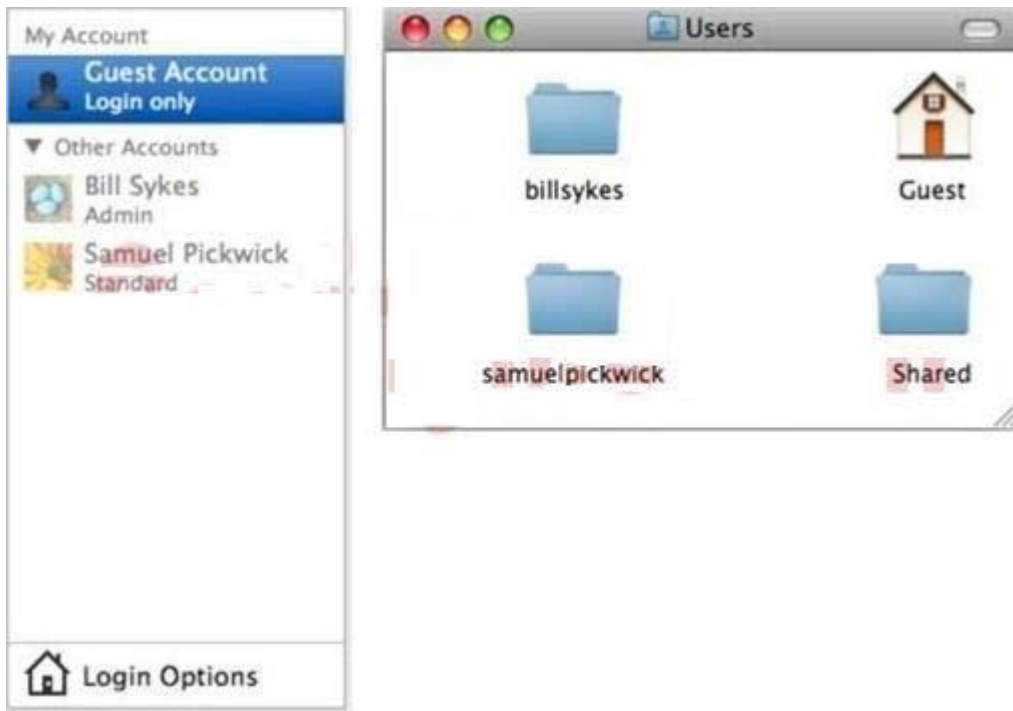 My Account
Guest Account
Login only
Other Accounts
Bill Sykes
Admin
Samuel Pickwick
Standard
Login Options
Users
billsykes
Guest
samuelpickwick
Shared